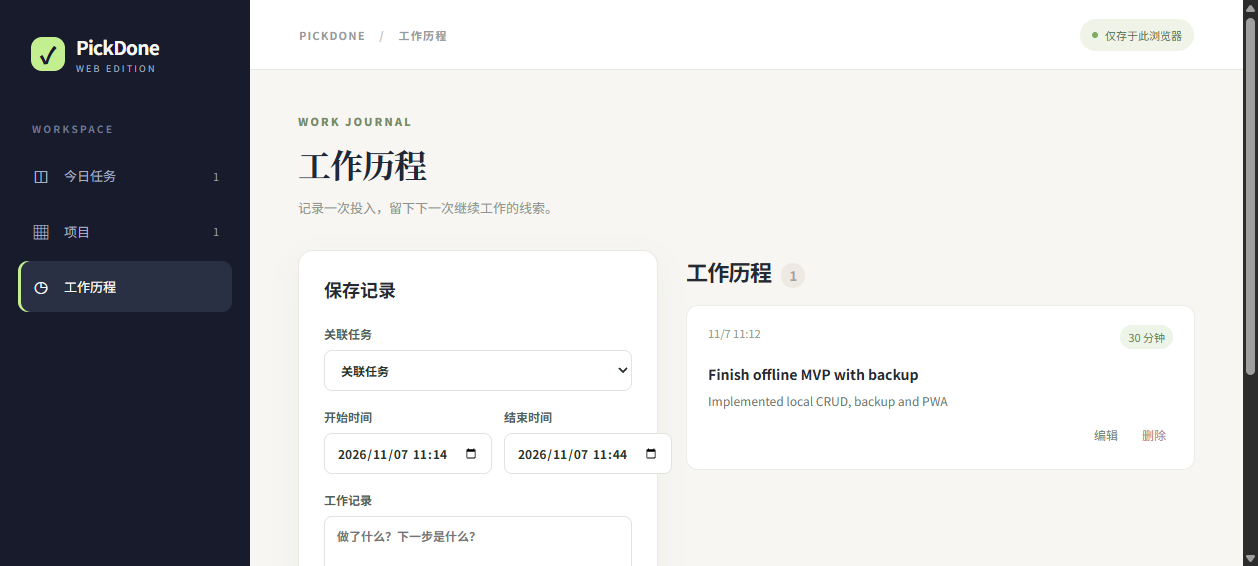 PickDone
WEB EDITION
WORKSPACE
今日任务 1
项目 1
工作历程
PICKDONE / 工作历程
仅存于此浏览器
WORK JOURNAL
工作历程
记录一次投入，留下下一次继续工作的线索。
保存记录
关联任务
关联任务
开始时间 结束时间
2026/11/07 11:14 2026/11/07 11:44
工作记录
做了什么？下一步是什么？
工作历程 1
11/7 11:12 30 分钟
Finish offline MVP with backup
Implemented local CRUD, backup and PWA
编辑 删除